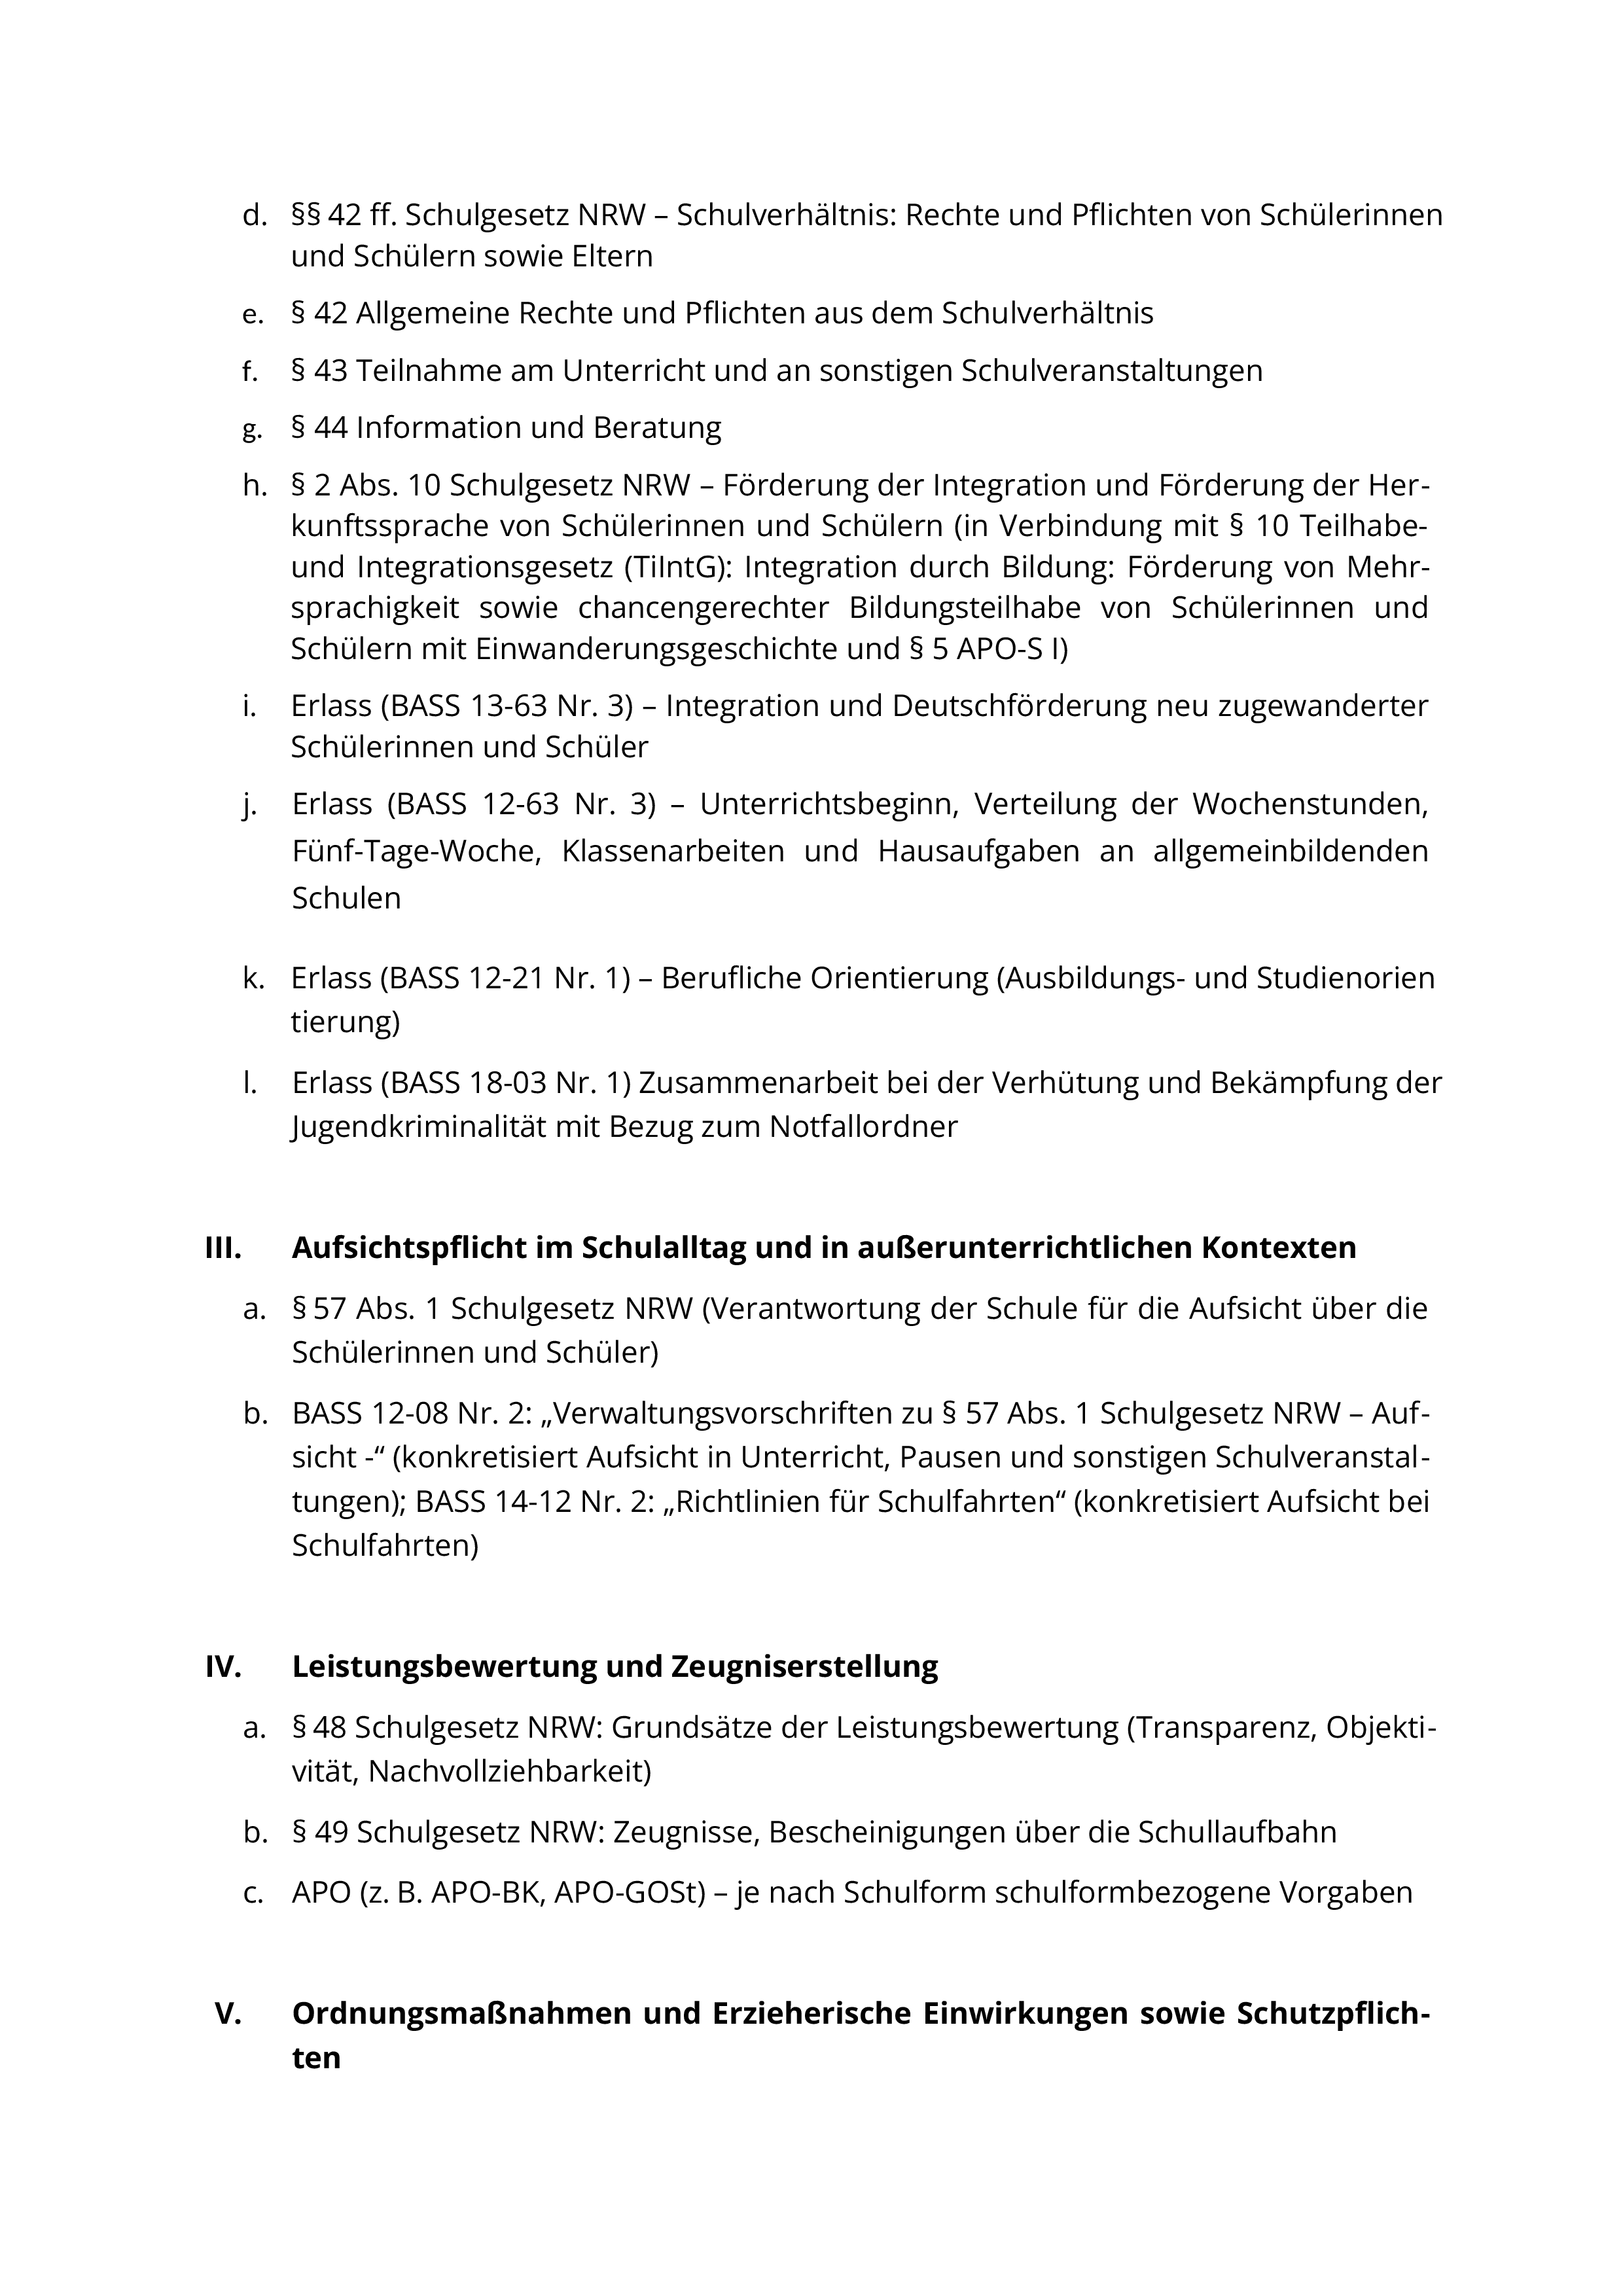 d. §§ 42 ff. Schulgesetz NRW – Schulverhältnis: Rechte und Pflichten von Schülerinnen
und Schülern sowie Eltern
e. § 42 Allgemeine Rechte und Pflichten aus dem Schulverhältnis
f. § 43 Teilnahme am Unterricht und an sonstigen Schulveranstaltungen
g. § 44 Information und Beratung
h. § 2 Abs. 10 Schulgesetz NRW – Förderung der Integration und Förderung der Her-
kunftssprache von Schülerinnen und Schülern (in Verbindung mit § 10 Teilhabe-
und Integrationsgesetz (TiIntG): Integration durch Bildung: Förderung von Mehr-
sprachigkeit sowie chancengerechter Bildungsteilhabe von Schülerinnen und
Schülern mit Einwanderungsgeschichte und § 5 APO-S I)
i. Erlass (BASS 13-63 Nr. 3) – Integration und Deutschförderung neu zugewanderter
Schülerinnen und Schüler
j. Erlass (BASS 12-63 Nr. 3) – Unterrichtsbeginn, Verteilung der Wochenstunden,
Fünf-Tage-Woche, Klassenarbeiten und Hausaufgaben an allgemeinbildenden
Schulen
k. Erlass (BASS 12-21 Nr. 1) – Berufliche Orientierung (Ausbildungs- und Studienorien
tierung)
l. Erlass (BASS 18-03 Nr. 1) Zusammenarbeit bei der Verhütung und Bekämpfung der
Jugendkriminalität mit Bezug zum Notfallordner
III. Aufsichtspflicht im Schulalltag und in außerunterrichtlichen Kontexten
a. § 57 Abs. 1 Schulgesetz NRW (Verantwortung der Schule für die Aufsicht über die
Schülerinnen und Schüler)
b. BASS 12-08 Nr. 2: „Verwaltungsvorschriften zu § 57 Abs. 1 Schulgesetz NRW – Auf-
sicht -“ (konkretisiert Aufsicht in Unterricht, Pausen und sonstigen Schulveranstal-
tungen); BASS 14-12 Nr. 2: „Richtlinien für Schulfahrten“ (konkretisiert Aufsicht bei
Schulfahrten)
IV. Leistungsbewertung und Zeugniserstellung
a. § 48 Schulgesetz NRW: Grundsätze der Leistungsbewertung (Transparenz, Objekti-
vität, Nachvollziehbarkeit)
b. § 49 Schulgesetz NRW: Zeugnisse, Bescheinigungen über die Schullaufbahn
c. APO (z. B. APO-BK, APO-GOSt) – je nach Schulform schulformbezogene Vorgaben
V. Ordnungsmaßnahmen und Erzieherische Einwirkungen sowie Schutzpflich-
ten